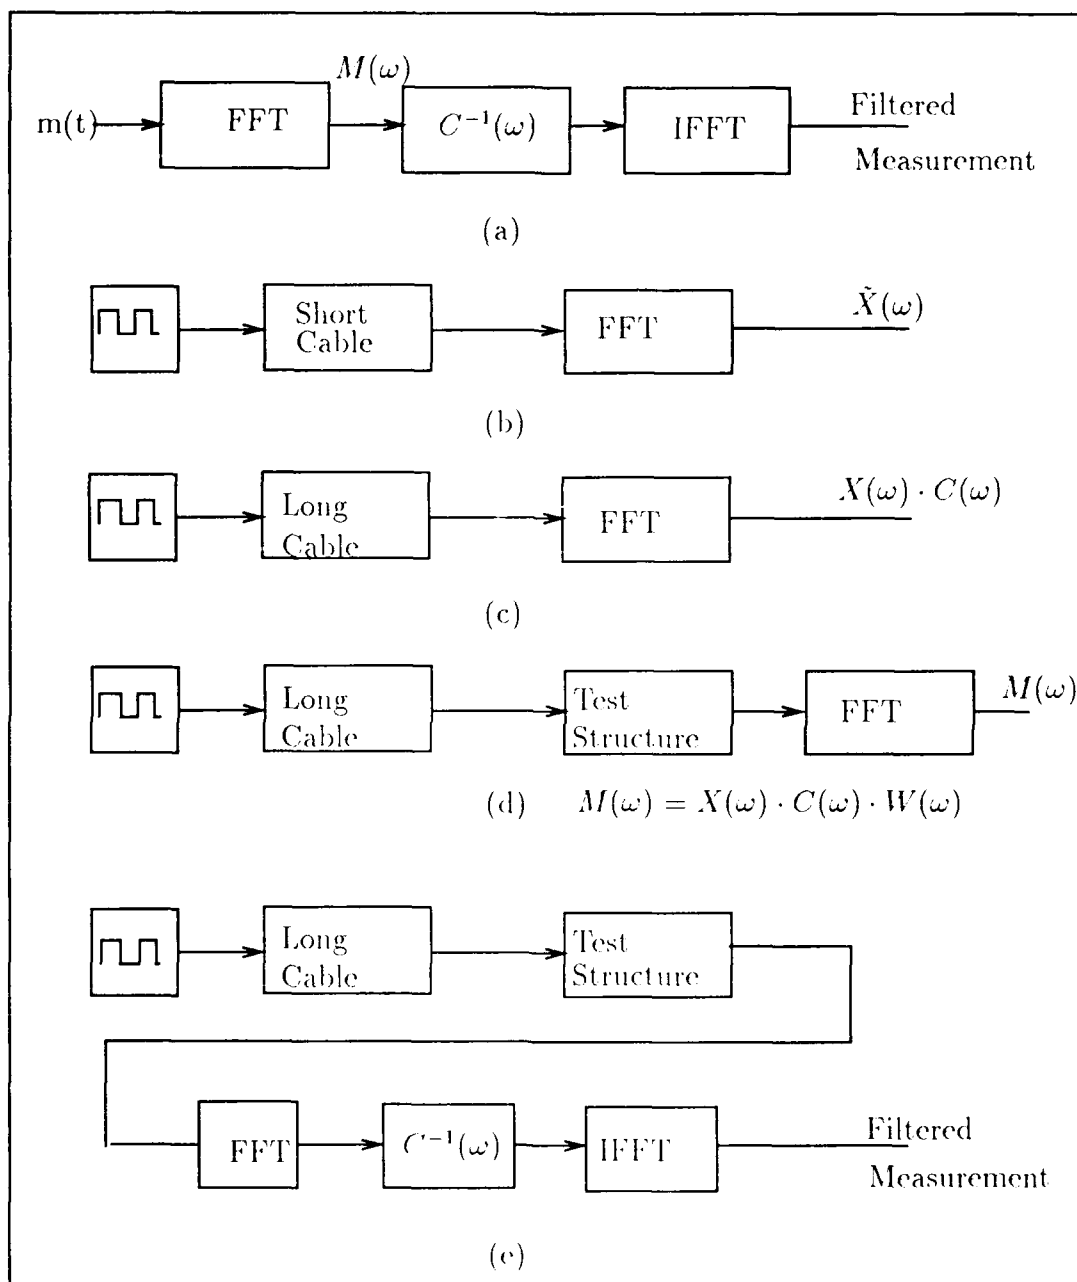 M(ω)
m(t) FFT C⁻¹(ω) IFFT Filtered
Measurement
(a)
Short
Cable FFT X̃(ω)
(b)
Long
Cable FFT X(ω) · C(ω)
(c)
Long
Cable
Test
Structure
FFT M(ω)
(d) M(ω) = X(ω) · C(ω) · W(ω)
Long
Cable
Test
Structure
FFT C⁻¹(ω) IFFT Filtered
Measurement
(e)